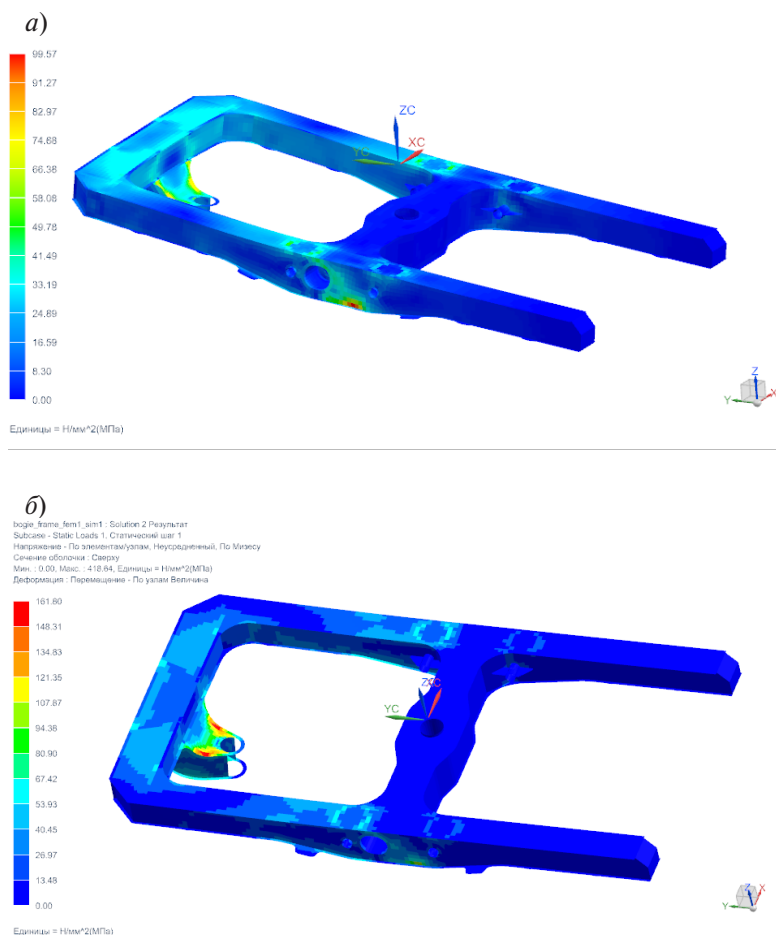 а)
99.57
91.27
82.97
74.68
66.38
58.08
49.78
41.49
33.19
24.89
16.59
8.30
0.00
ZC
XC
YC
Z
Y
X
Единицы = Н/мм^2(МПа)
б)
bogie_frame_fem1_sim1 : Solution 2 Результат
Subcase - Static Loads 1, Статический шаг 1
Напряжение - По элементам/узлам, Неусредненный, По Мизесу
Сечение оболочки : Сверху
Мин. : 0.00, Макс. : 418.64, Единицы = Н/мм^2(МПа)
Деформация : Перемещение - По узлам Величина
161.80
148.31
134.83
121.35
107.87
94.38
80.90
67.42
53.93
40.45
26.97
13.48
0.00
YC
Z
X
Y
Единицы = Н/мм^2(МПа)